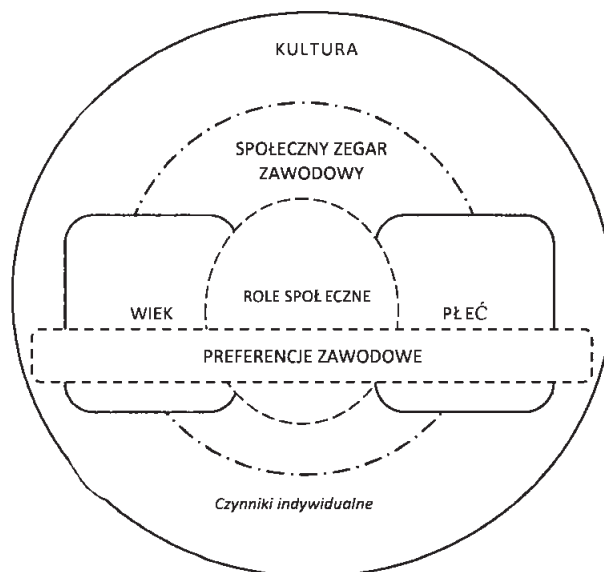 KULTURA
SPOŁECZNY ZEGAR
ZAWODOWY
WIEK
ROLE SPOŁECZNE
PŁEĆ
PREFERENCJE ZAWODOWE
Czynniki indywidualne